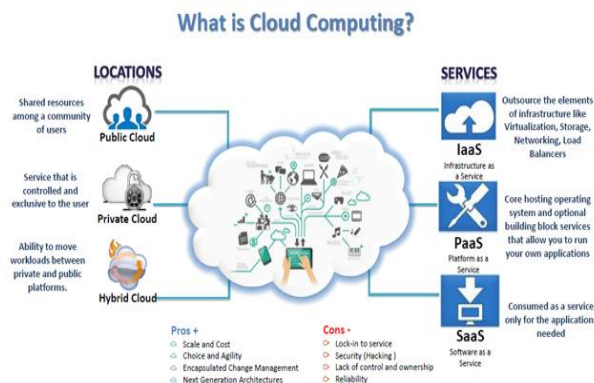 What is Cloud Computing?
LOCATIONS
Shared resources
among a community
of users
Public Cloud
Service that is
controlled and
exclusive to the user
Private Cloud
Ability to move
workloads between
private and public
platforms.
Hybrid Cloud
SERVICES
IaaS
Infrastructure as
a Service
Outsource the elements
of infrastructure like
Virtualization, Storage,
Networking, Load
Balancers
PaaS
Platform as a
Service
Core hosting operating
system and optional
building block services
that allow you to run
your own applications
SaaS
Software as a
Service
Consumed as a service
only for the application
needed
Pros +
Scale and Cost
Choice and Agility
Encapsulated Change Management
Next Generation Architectures
Cons -
Lock-in to service
Security (Hacking )
Lack of control and ownership
Reliability